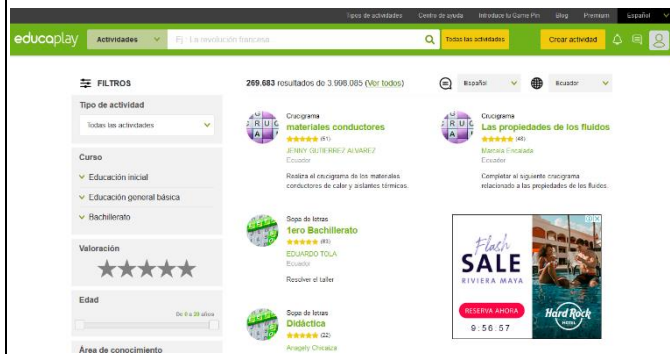 Tipos de actividades Centro de ayuda Introduce tu Game Pin Blog Premium Español
educaplay Actividades Ej.: La revolución francesa Todas las actividades Crear actividad
FILTROS
269.683 resultados de 3.998.085 (Ver todos)
Español
Ecuador
Tipo de actividad
Todas las actividades
Curso
Educación inicial
Educación general básica
Bachillerato
Valoración
Edad
De 0 a 20 años
Área de conocimiento
Crucigrama
materiales conductores
(51)
JENNY GUTIERREZ ALVAREZ
Ecuador
Realiza el crucigrama de los materiales
conductores de calor y aislantes térmicos.
Crucigrama
Las propiedades de los fluidos
(48)
Marcela Encalada
Ecuador
Completar el siguiente crucigrama
relacionado a las propiedades de los fluidos.
Sopa de letras
1ero Bachillerato
(83)
EDUARDO TOLA
Ecuador
Resolver el taller
Sopa de letras
Didáctica
(22)
Anagely Chicaiza
Flash
SALE
RIVIERA MAYA
RESERVA AHORA
9:56:57
Hard Rock
HOTEL